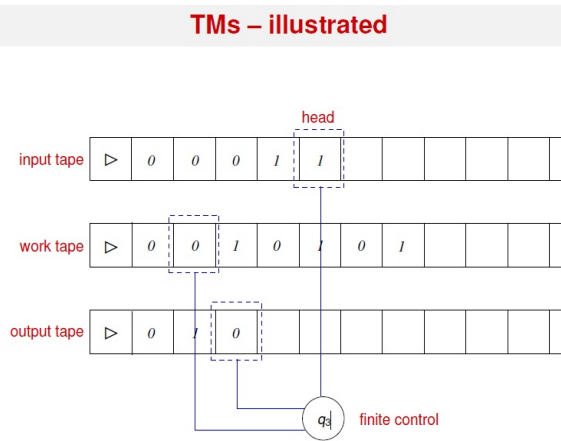 TMs – illustrated
head
input tape ▷ 0 0 0 1 1
work tape ▷ 0 0 1 0 1 0 1
output tape ▷ 0 1 0
q3 finite control